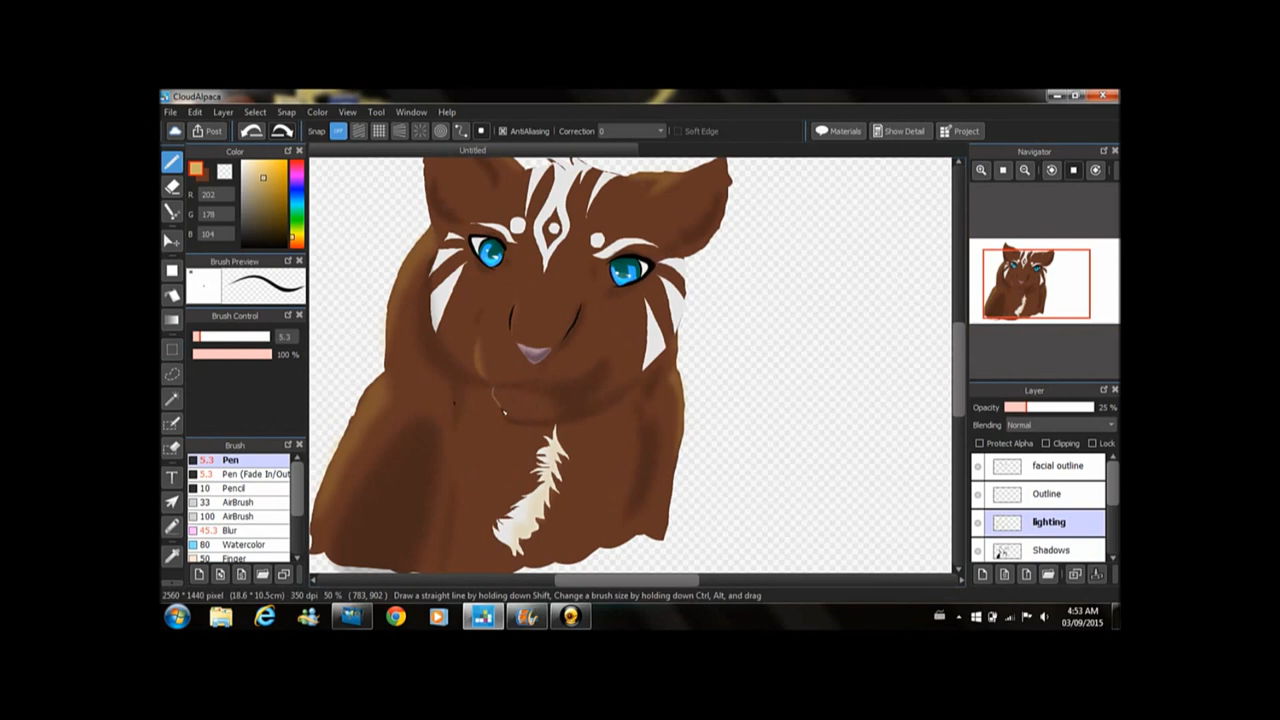 CloudAlpaca
File Edit Layer Select Snap Color View Tool Window Help
Post Snap OFF AntiAliasing Correction 0 Soft Edge Materials Show Detail Project
Color Untitled Navigator
R 202
G 178
B 104
Brush Preview
Brush Control
5.3
100 %
Layer
Opacity 25 %
Blending Normal
Protect Alpha Clipping Lock
Brush
5.3 Pen
5.3 Pen (Fade In/Out
10 Pencil
33 AirBrush
100 AirBrush
45.3 Blur
80 Watercolor
50 Finger
facial outline
Outline
lighting
Shadows
2560 * 1440 pixel (18.6 * 10.5cm) 350 dpi 50 % (783, 902) Draw a straight line by holding down Shift, Change a brush size by holding down Ctrl, Alt, and drag
4:53 AM
03/09/2015